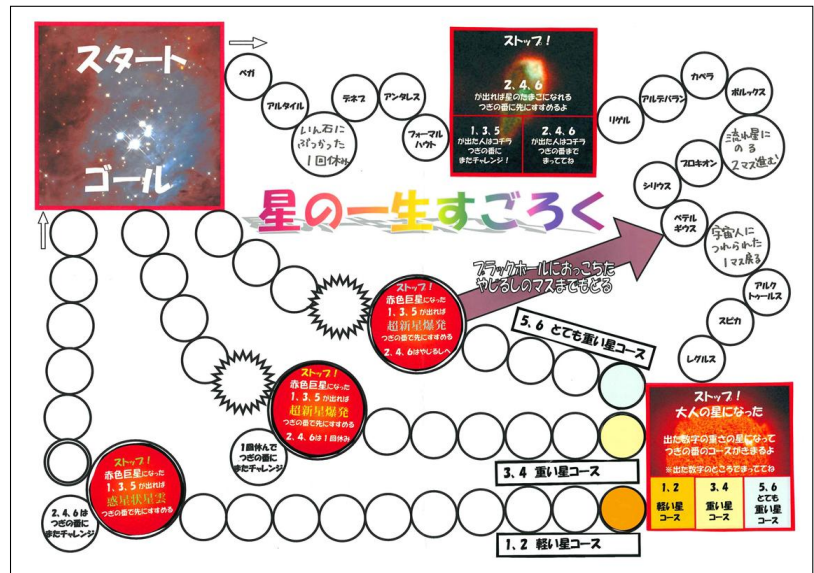 スタート
ゴール
ベガ
アルタイル
いん石に
ぶつかった
1回休み
デネブ
アンタレス
フォーマル
ハウト
ストップ!
2、4、6
が出れば星のたまごになれる
つぎの番に先にすすめるよ
1、3、5
が出た人はコチラ
つぎの番に
またチャレンジ!
2、4、6
が出た人はコチラ
つぎの番まで
まっててね
リゲル
アルデバラン
カペラ
ポルックス
流れ星に
のる
2マス進む
プロキオン
シリウス
ベテル
ギウス
宇宙人に
つれられた
1マス戻る
アルク
トゥールス
スピカ
レグルス
星の一生すごろく
ブラックホールにおっこちた
やじるしのマスまでもどる
ストップ!
赤色巨星になった
1、3、5が出れば
超新星爆発
つぎの番で先にすすめる
2、4、6はやじるしへ
5、6 とても重い星コース
ストップ!
赤色巨星になった
1、3、5が出れば
超新星爆発
つぎの番で先にすすめる
2、4、6は1回休み
1回休んで
つぎの番に
またチャレンジ
3、4 重い星コース
ストップ!
大人の星になった
出た数字の重さの星になって
つぎの番のコースがきまるよ
※出た数字のところでまっててね
1、2
軽い星
コース
3、4
重い星
コース
5、6
とても
重い星
コース
ストップ!
赤色巨星になった
1、3、5が出れば
惑星状星雲
つぎの番で先にすすめる
2、4、6は
つぎの番に
またチャレンジ
1、2 軽い星コース